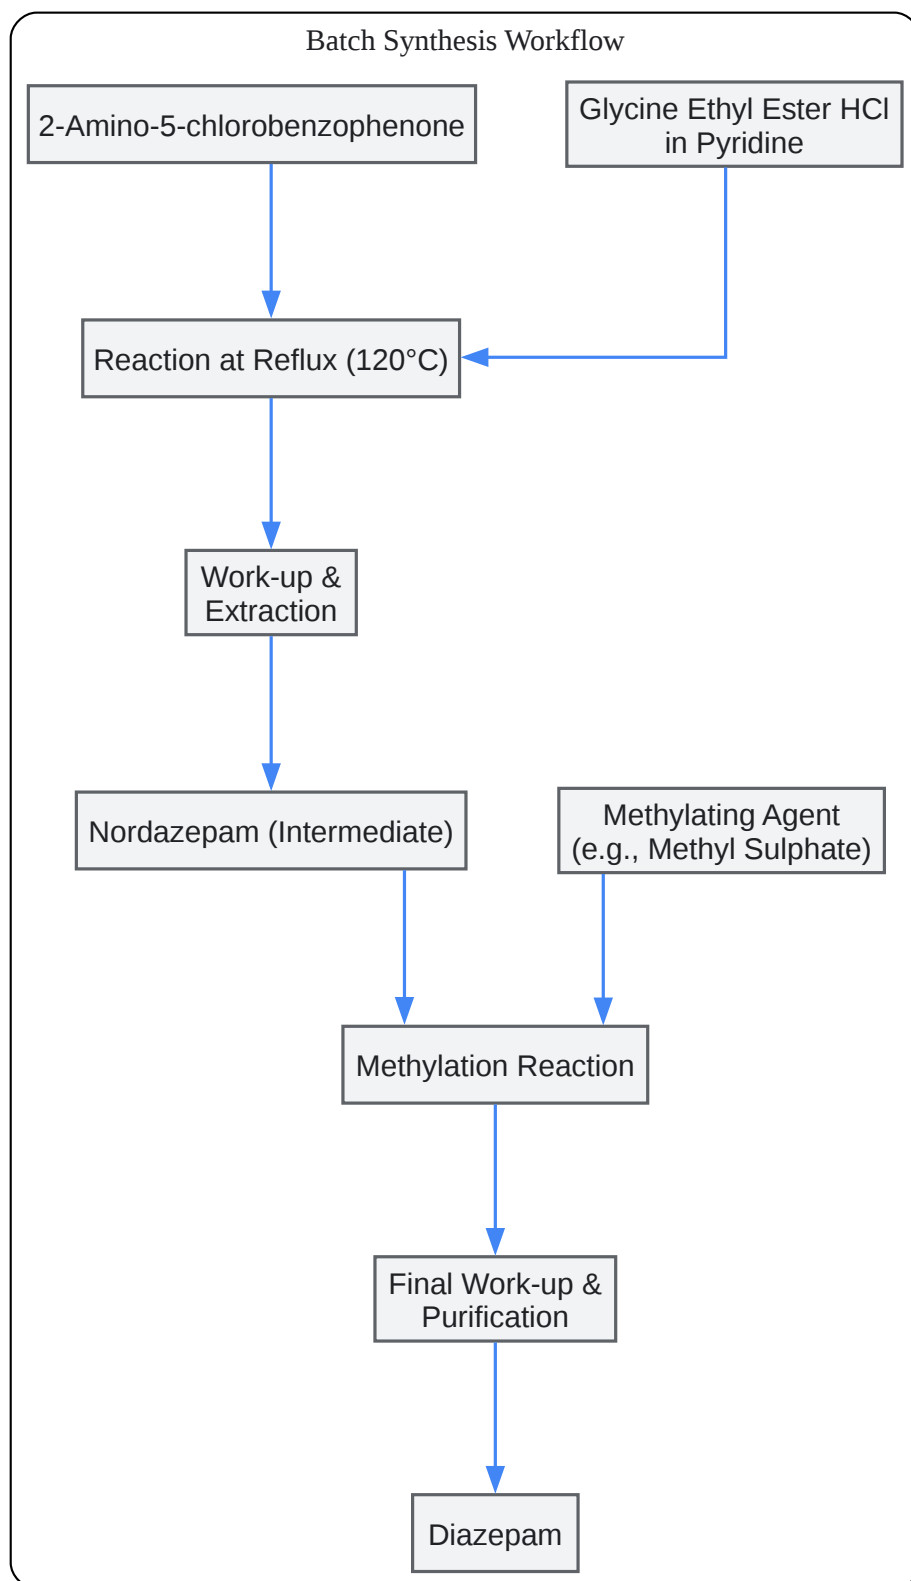 Batch Synthesis Workflow
2-Amino-5-chlorobenzophenone
Glycine Ethyl Ester HCl
in Pyridine
Reaction at Reflux (120°C)
Work-up &
Extraction
Nordazepam (Intermediate)
Methylating Agent
(e.g., Methyl Sulphate)
Methylation Reaction
Final Work-up &
Purification
Diazepam